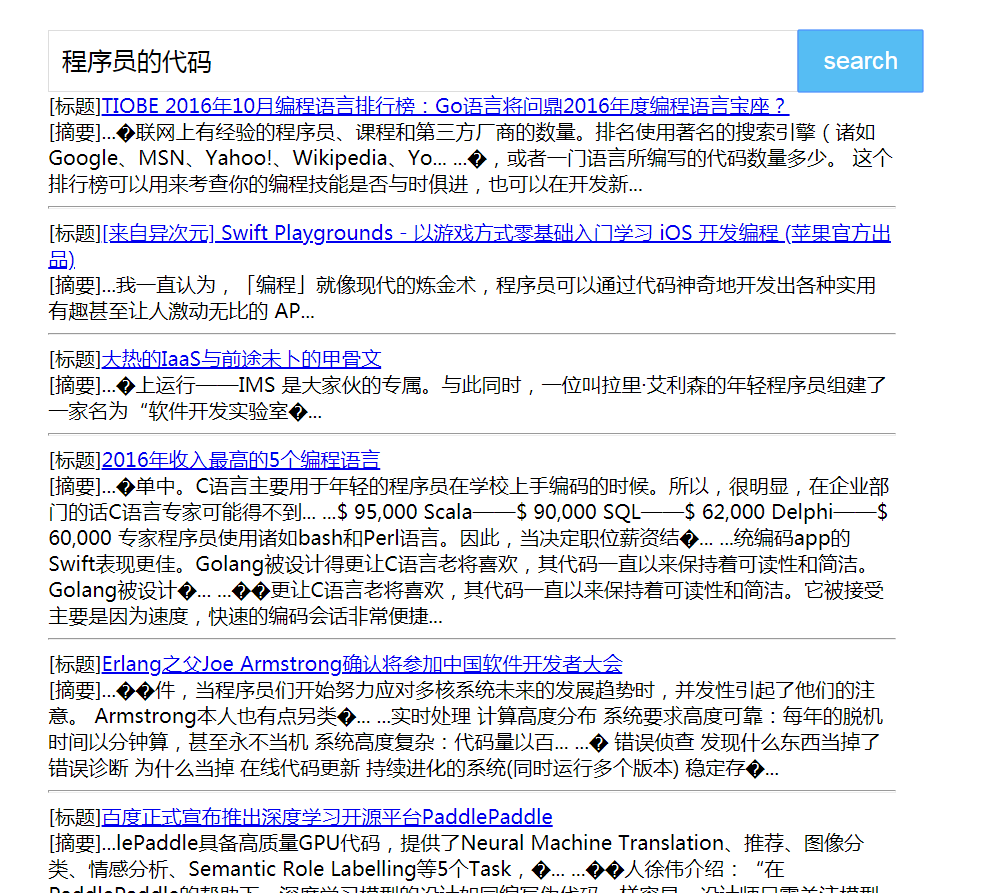 程序员的代码
search
[标题]TIOBE 2016年10月编程语言排行榜：Go语言将问鼎2016年度编程语言宝座？
[摘要]...�联网上有经验的程序员、课程和第三方厂商的数量。排名使用著名的搜索引擎（诸如
Google、MSN、Yahoo!、Wikipedia、Yo... ...�，或者一门语言所编写的代码数量多少。 这个
排行榜可以用来考查你的编程技能是否与时俱进，也可以在开发新...
[标题][来自异次元] Swift Playgrounds - 以游戏方式零基础入门学习 iOS 开发编程 (苹果官方出
品)
[摘要]...我一直认为，「编程」就像现代的炼金术，程序员可以通过代码神奇地开发出各种实用
有趣甚至让人激动无比的 AP...
[标题]大热的IaaS与前途未卜的甲骨文
[摘要]...�上运行——IMS 是大家伙的专属。与此同时，一位叫拉里·艾利森的年轻程序员组建了
一家名为“软件开发实验室�...
[标题]2016年收入最高的5个编程语言
[摘要]...�单中。C语言主要用于年轻的程序员在学校上手编码的时候。所以，很明显，在企业部
门的话C语言专家可能得不到... ...$ 95,000 Scala——$ 90,000 SQL——$ 62,000 Delphi——$
60,000 专家程序员使用诸如bash和Perl语言。因此，当决定职位薪资结�... ...统编码app的
Swift表现更佳。Golang被设计得更让C语言老将喜欢，其代码一直以来保持着可读性和简洁。
Golang被设计�... ...��更让C语言老将喜欢，其代码一直以来保持着可读性和简洁。它被接受
主要是因为速度，快速的编码会话非常便捷...
[标题]Erlang之父Joe Armstrong确认将参加中国软件开发者大会
[摘要]...��件，当程序员们开始努力应对多核系统未来的发展趋势时，并发性引起了他们的注
意。 Armstrong本人也有点另类�... ...实时处理 计算高度分布 系统要求高度可靠：每年的脱机
时间以分钟算，甚至永不当机 系统高度复杂：代码量以百... ...� 错误侦查 发现什么东西当掉了
错误诊断 为什么当掉 在线代码更新 持续进化的系统(同时运行多个版本) 稳定存�...
[标题]百度正式宣布推出深度学习开源平台PaddlePaddle
[摘要]...lePaddle具备高质量GPU代码，提供了Neural Machine Translation、推荐、图像分
类、情感分析、Semantic Role Labelling等5个Task，�... ...��人徐伟介绍：“在
PaddlePaddle的帮助下，深度学习模型的设计如同编写伪代码一样容易，设计师只需关注模型